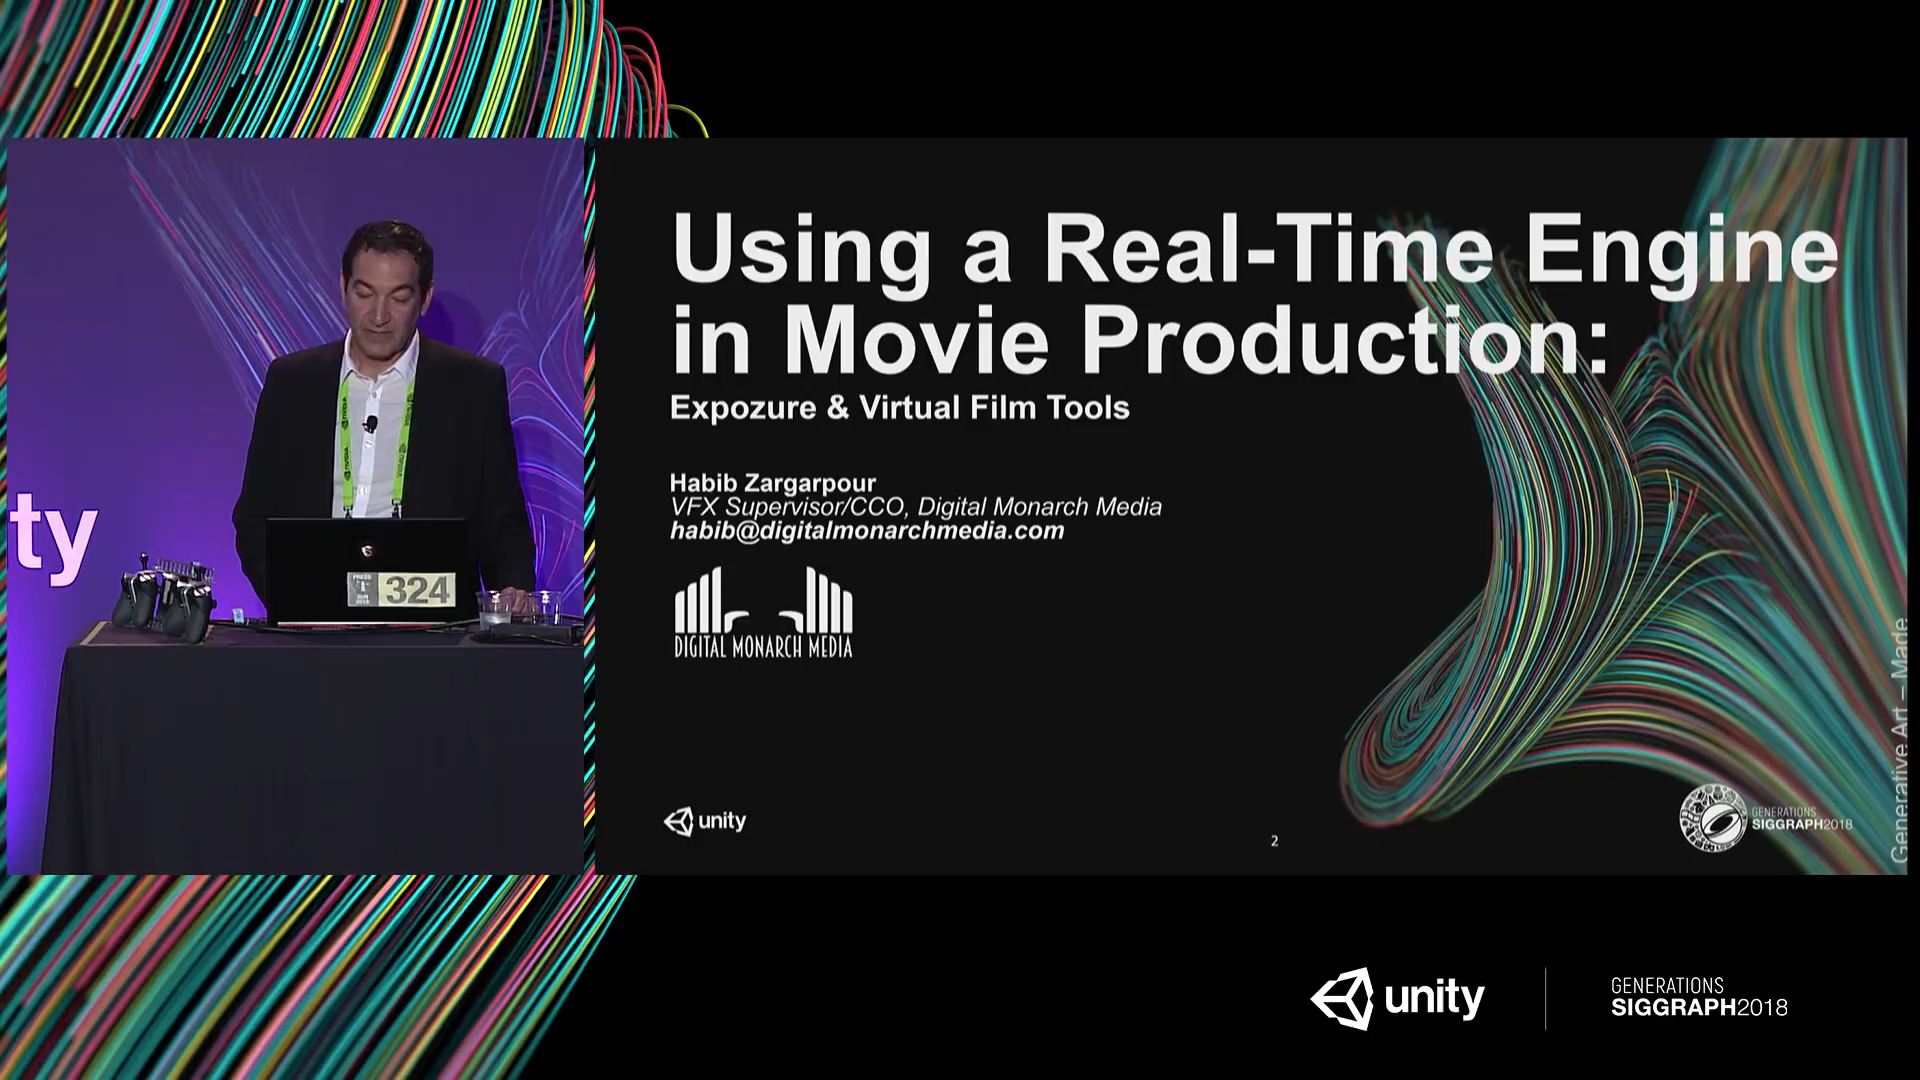 Using a Real-Time Engine
in Movie Production:
Expozure & Virtual Film Tools
Habib Zargarpour
VFX Supervisor/CCO, Digital Monarch Media
habib@digitalmonarchmedia.com
DIGITAL MONARCH MEDIA
unity
2
GENERATIONS
SIGGRAPH2018
Generative Art – Made
ty
NVIDIA
324
unity
GENERATIONS
SIGGRAPH2018